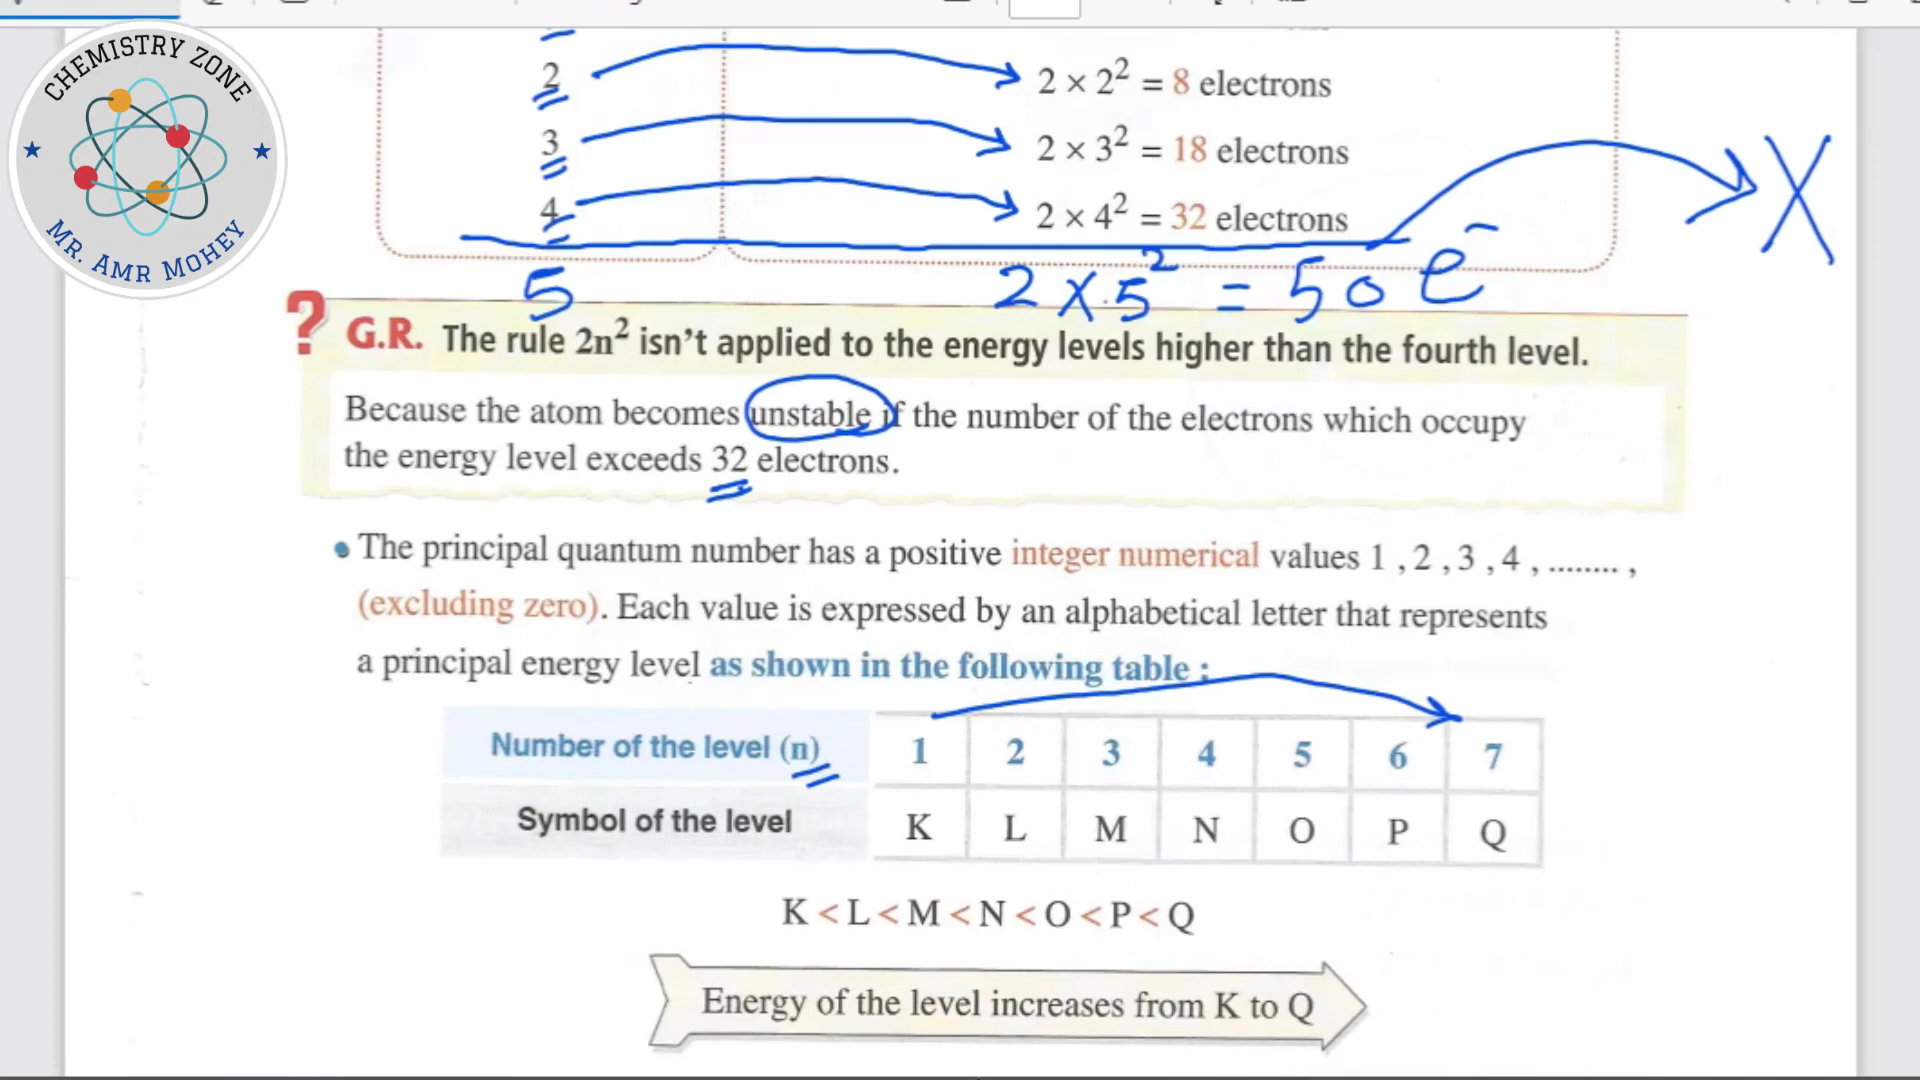 CHEMISTRY ZONE
MR. AMR MOHEY
2 2 × 2² = 8 electrons
3 2 × 3² = 18 electrons
4 2 × 4² = 32 electrons
5 2 × 5² = 50 e⁻ X
? G.R. The rule 2n² isn't applied to the energy levels higher than the fourth level.
Because the atom becomes unstable if the number of the electrons which occupy
the energy level exceeds 32 electrons.
• The principal quantum number has a positive integer numerical values 1 , 2 , 3 , 4 , ........ ,
(excluding zero). Each value is expressed by an alphabetical letter that represents
a principal energy level as shown in the following table :
Number of the level (n) 1 2 3 4 5 6 7
Symbol of the level K L M N O P Q
K < L < M < N < O < P < Q
Energy of the level increases from K to Q